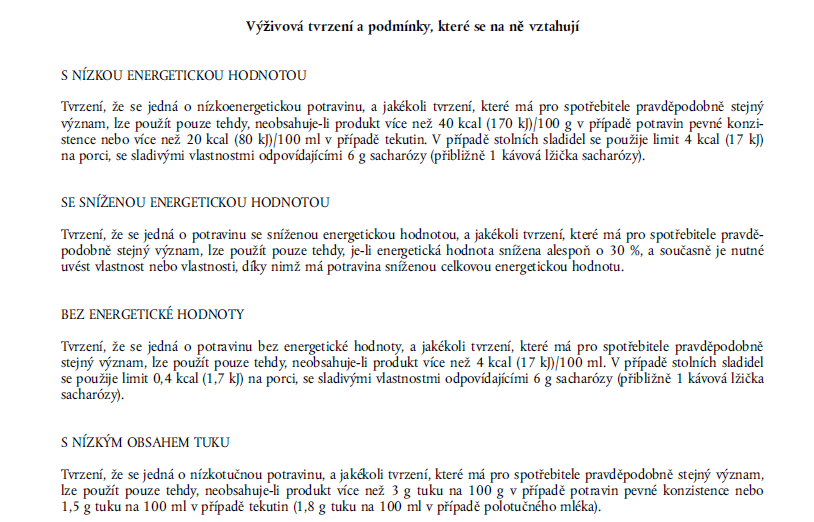 Výživová tvrzení a podmínky, které se na ně vztahují
S NÍZKOU ENERGETICKOU HODNOTOU
Tvrzení, že se jedná o nízkoenergetickou potravinu, a jakékoli tvrzení, které má pro spotřebitele pravděpodobně stejný
význam, lze použít pouze tehdy, neobsahuje-li produkt více než 40 kcal (170 kJ)/100 g v případě potravin pevné konzi-
stence nebo více než 20 kcal (80 kJ)/100 ml v případě tekutin. V případě stolních sladidel se použije limit 4 kcal (17 kJ)
na porci, se sladivými vlastnostmi odpovídajícími 6 g sacharózy (přibližně 1 kávová lžička sacharózy).
SE SNÍŽENOU ENERGETICKOU HODNOTOU
Tvrzení, že se jedná o potravinu se sníženou energetickou hodnotou, a jakékoli tvrzení, které má pro spotřebitele pravdě-
podobně stejný význam, lze použít pouze tehdy, je-li energetická hodnota snížena alespoň o 30 %, a současně je nutné
uvést vlastnost nebo vlastnosti, díky nimž má potravina sníženou celkovou energetickou hodnotu.
BEZ ENERGETICKÉ HODNOTY
Tvrzení, že se jedná o potravinu bez energetické hodnoty, a jakékoli tvrzení, které má pro spotřebitele pravděpodobně
stejný význam, lze použít pouze tehdy, neobsahuje-li produkt více než 4 kcal (17 kJ)/100 ml. V případě stolních sladidel
se použije limit 0,4 kcal (1,7 kJ) na porci, se sladivými vlastnostmi odpovídajícími 6 g sacharózy (přibližně 1 kávová lžička
sacharózy).
S NÍZKÝM OBSAHEM TUKU
Tvrzení, že se jedná o nízkotučnou potravinu, a jakékoli tvrzení, které má pro spotřebitele pravděpodobně stejný význam,
lze použít pouze tehdy, neobsahuje-li produkt více než 3 g tuku na 100 g v případě potravin pevné konzistence nebo
1,5 g tuku na 100 ml v případě tekutin (1,8 g tuku na 100 ml v případě polotučného mléka).